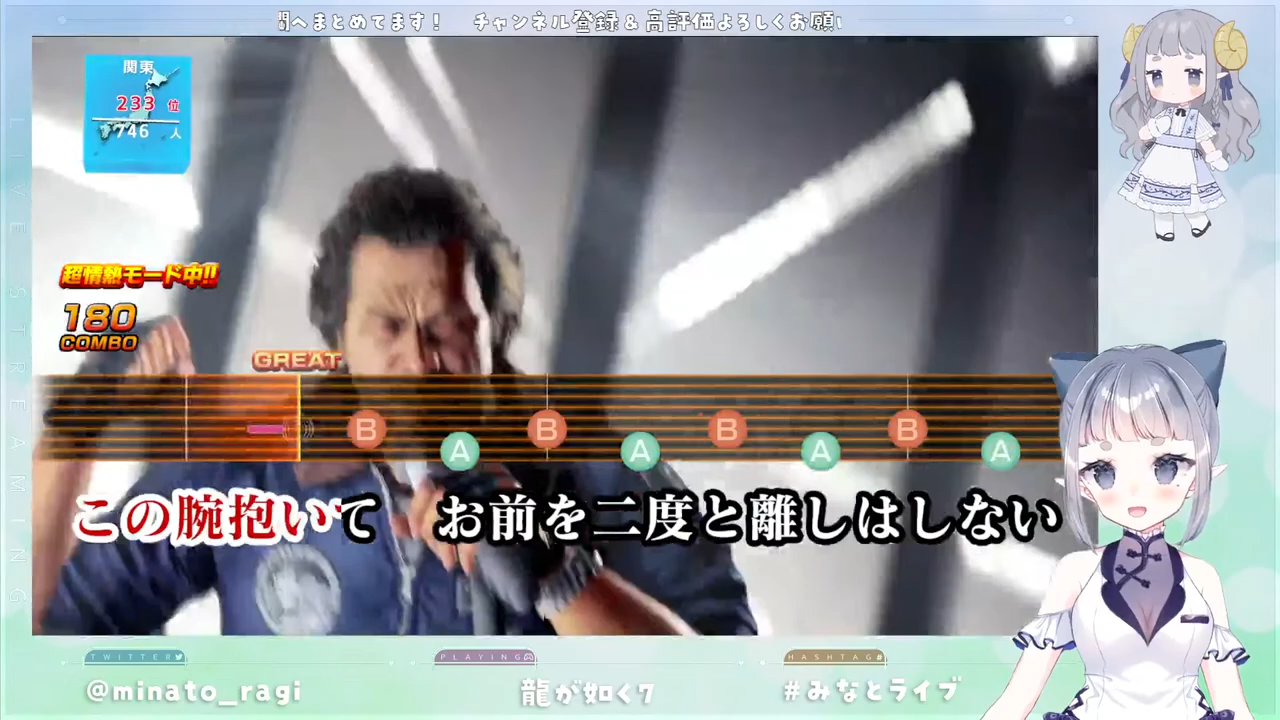 へまとめてます！　チャンネル登録＆高評価よろしくお願い
関東
233 位
746 人
超情熱モード中!!
180
COMBO
GREAT
B A B A B A B A
この腕抱いて　お前を二度と離しはしない
LIVE STREAMING
TWITTER
@minato_ragi
PLAYING
龍が如く7
HASHTAG#
#みなとライブ